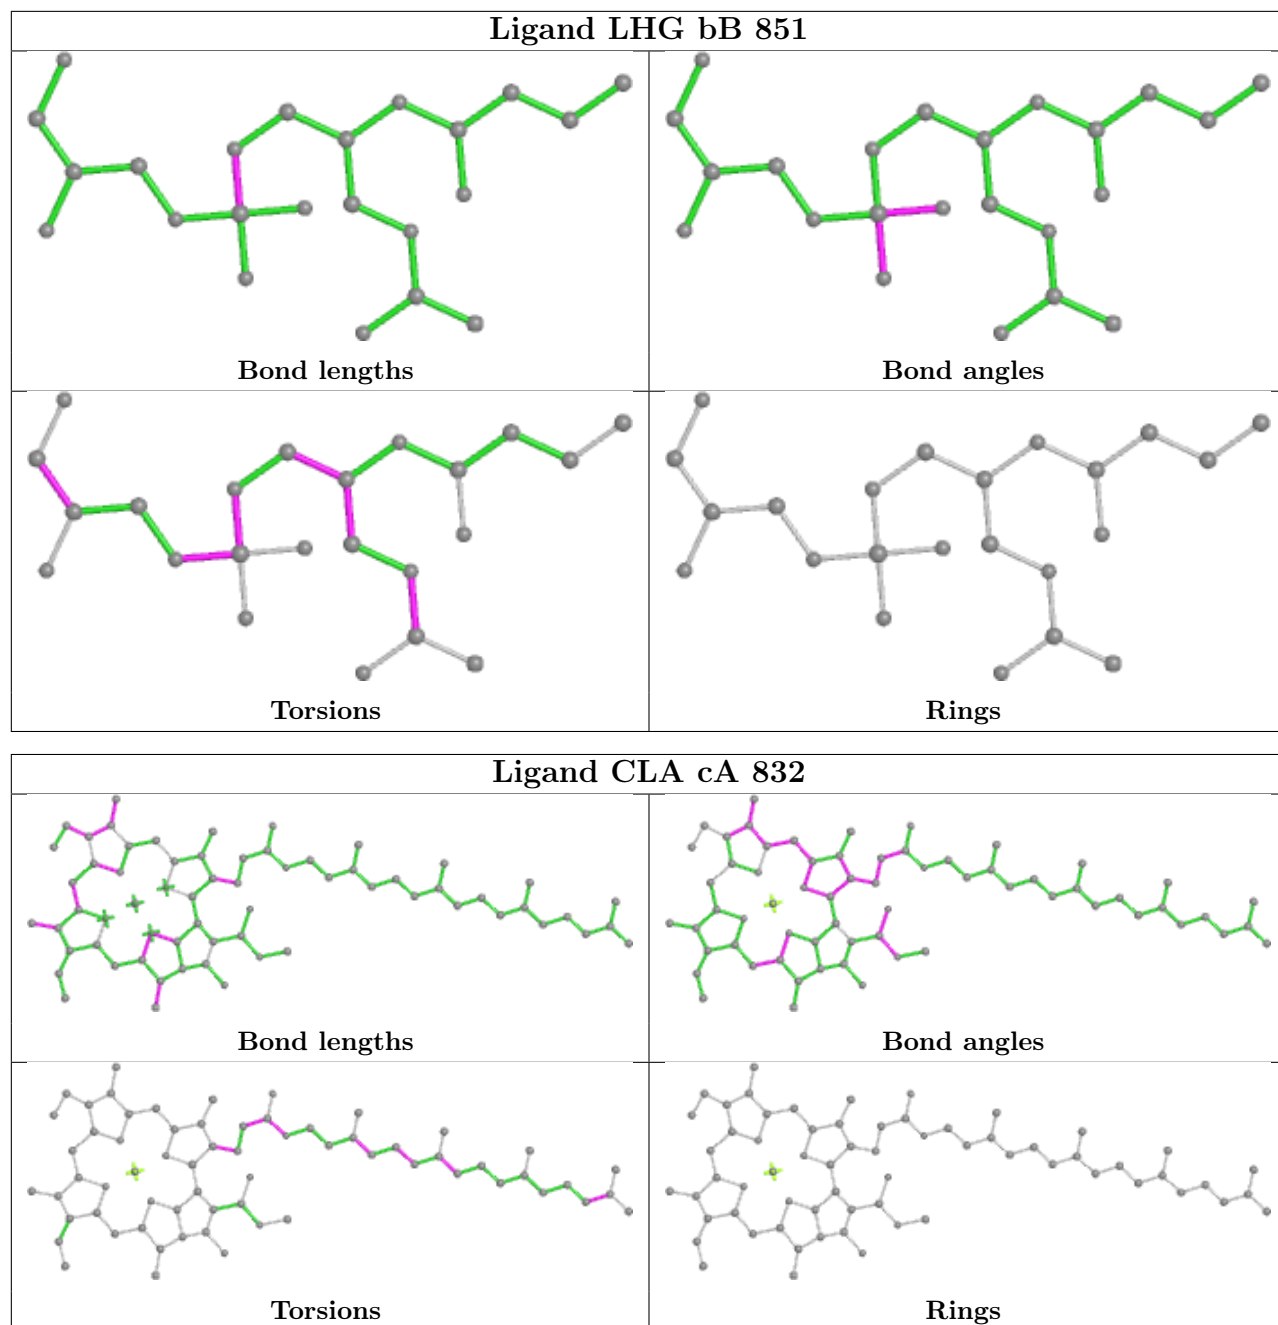 Ligand LHG bB 851
Bond lengths
Bond angles
Torsions
Rings
Ligand CLA cA 832
Bond lengths
Bond angles
Torsions
Rings